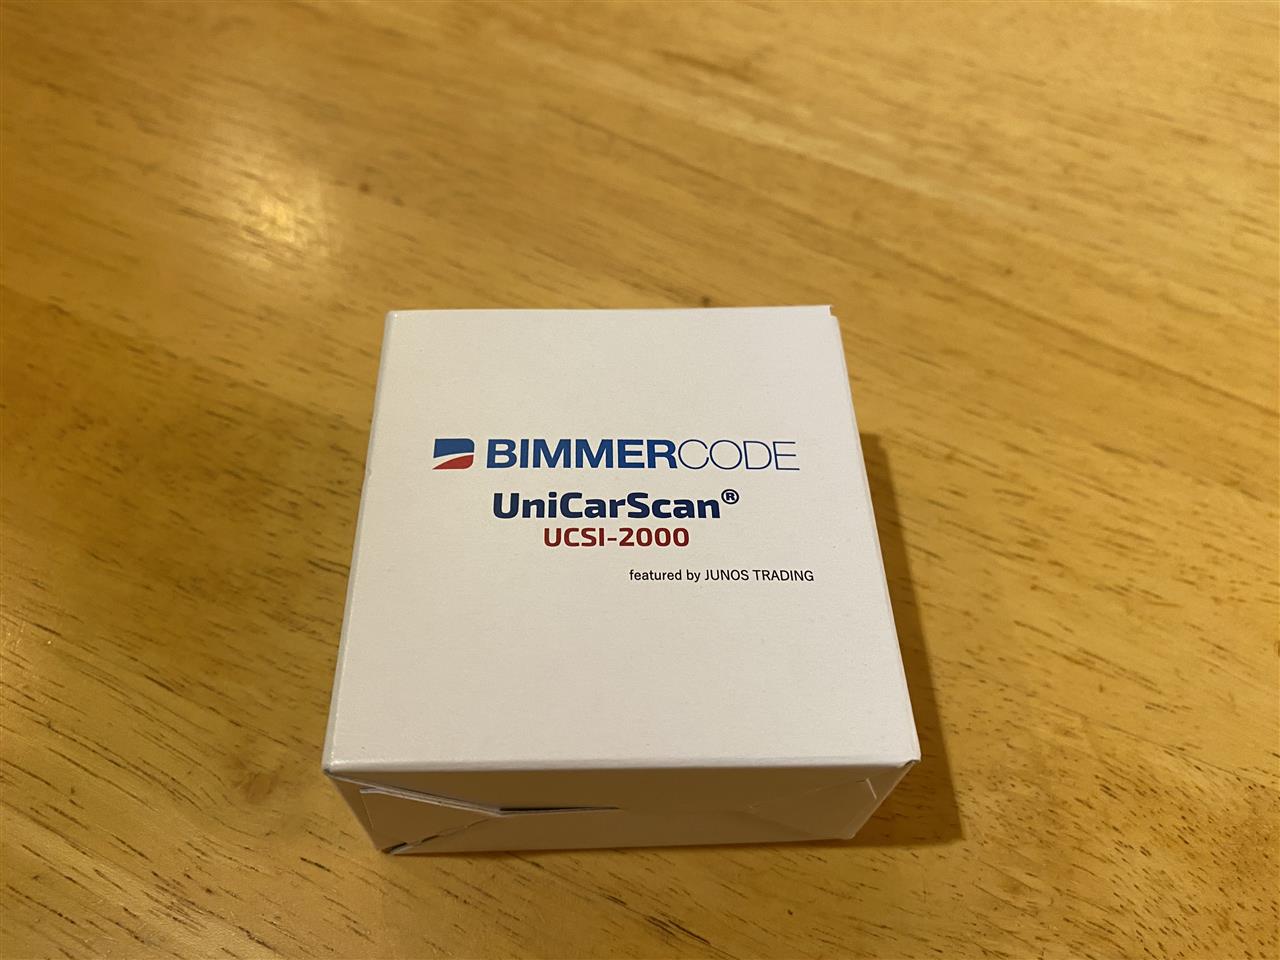 BIMMERCODE
UniCarScan®
UCSI-2000
featured by JUNOS TRADING